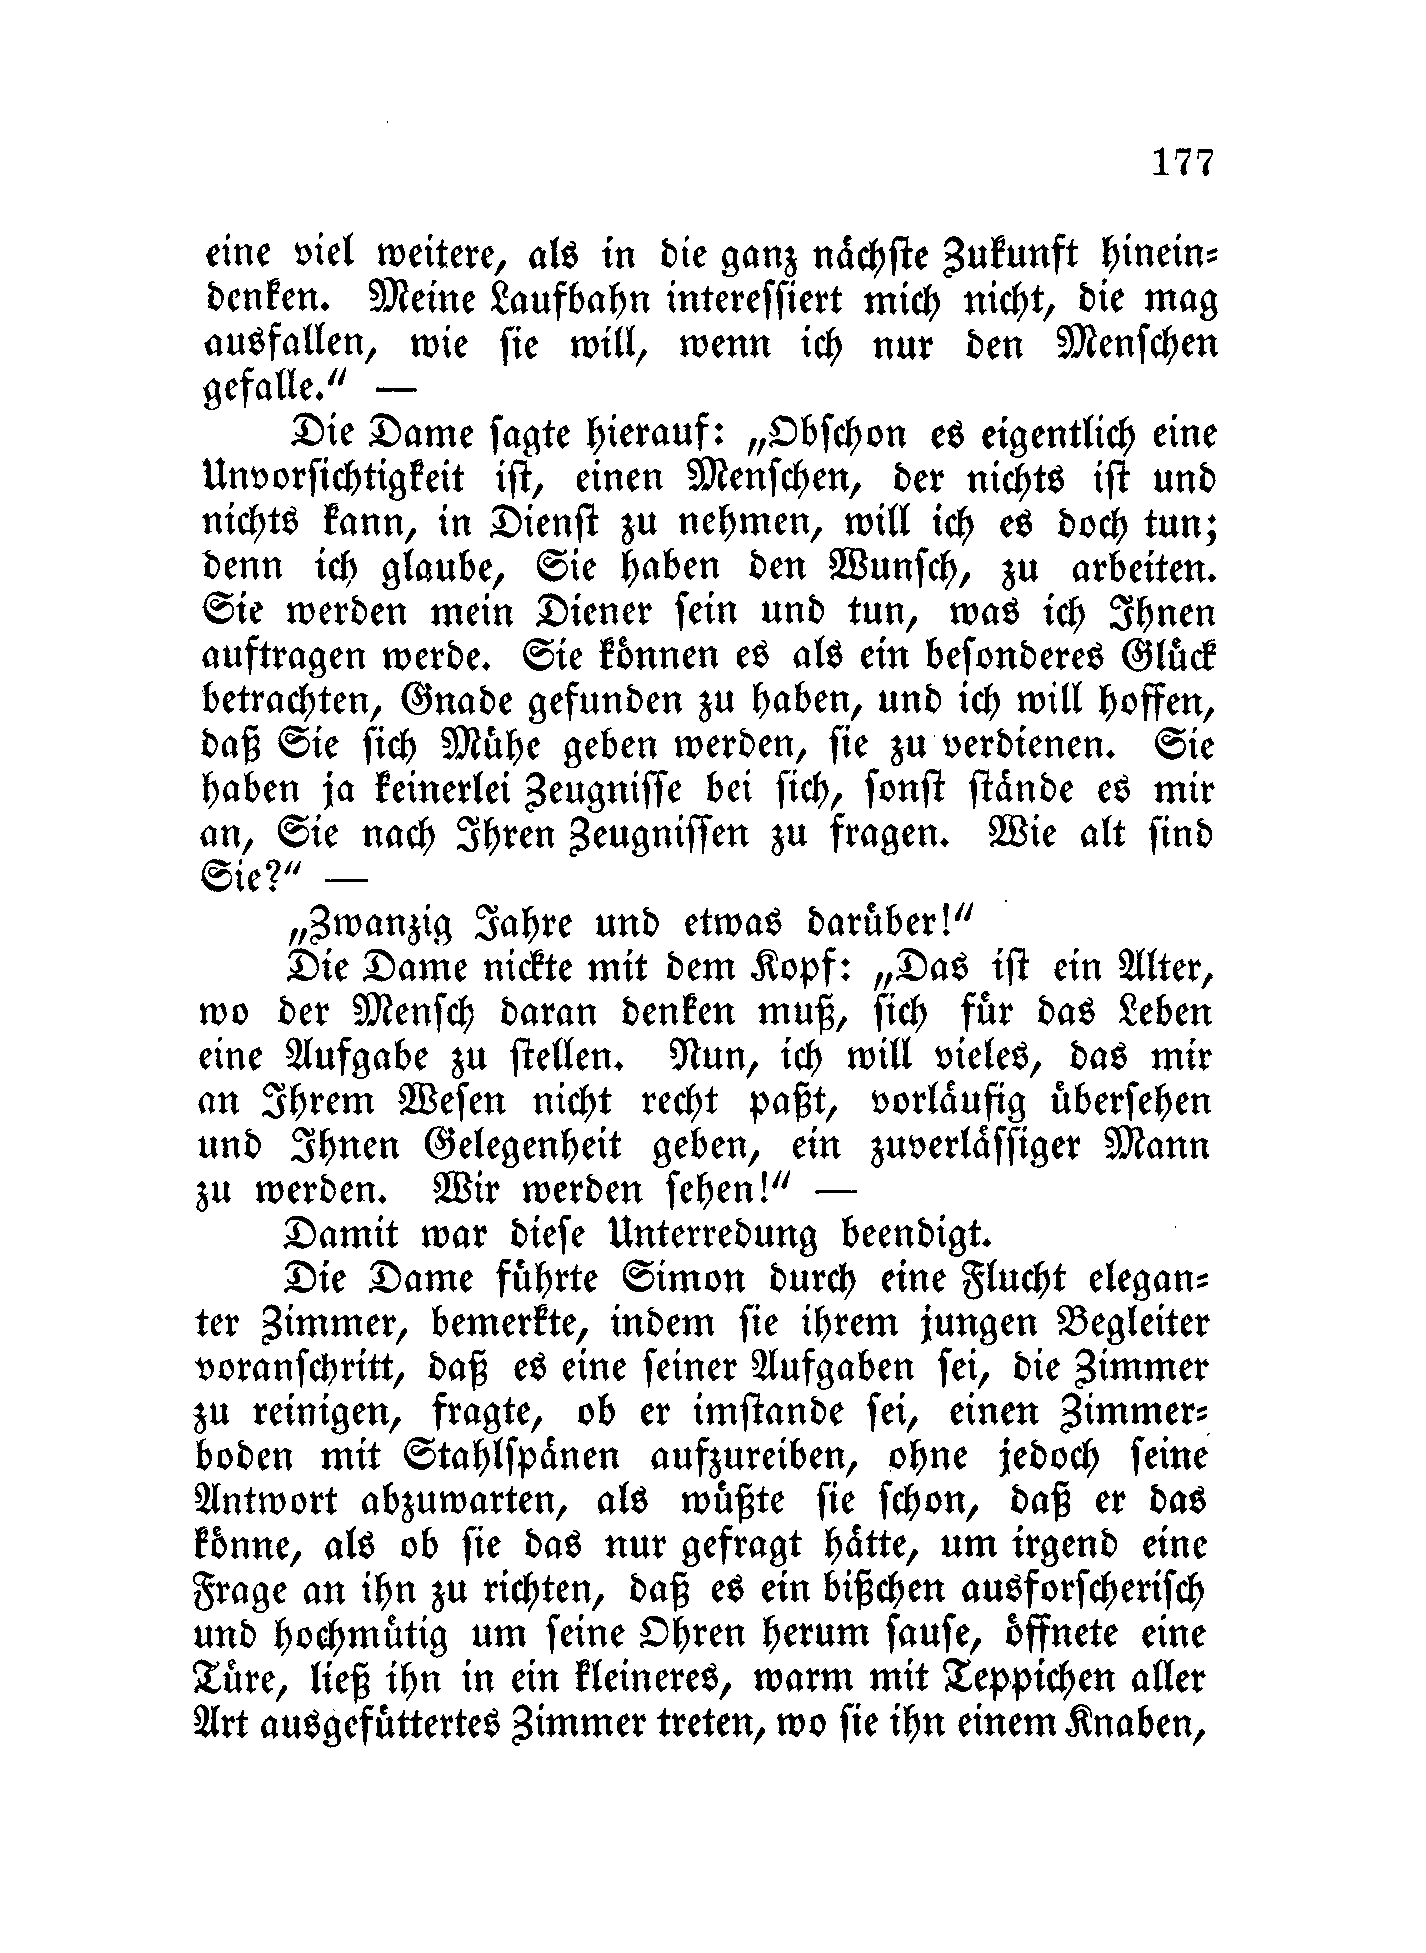 177
eine viel weitere, als in die ganz nächste Zukunft hinein-
denken. Meine Laufbahn interessiert mich nicht, die mag
ausfallen, wie sie will, wenn ich nur den Menschen
gefalle.“ —
Die Dame sagte hierauf: „Obschon es eigentlich eine
Unvorsichtigkeit ist, einen Menschen, der nichts ist und
nichts kann, in Dienst zu nehmen, will ich es doch tun;
denn ich glaube, Sie haben den Wunsch, zu arbeiten.
Sie werden mein Diener sein und tun, was ich Ihnen
auftragen werde. Sie können es als ein besonderes Glück
betrachten, Gnade gefunden zu haben, und ich will hoffen,
daß Sie sich Mühe geben werden, sie zu verdienen. Sie
haben ja keinerlei Zeugnisse bei sich, sonst stände es mir
an, Sie nach Ihren Zeugnissen zu fragen. Wie alt sind
Sie?“ —
„Zwanzig Jahre und etwas darüber!“
Die Dame nickte mit dem Kopf: „Das ist ein Alter,
wo der Mensch daran denken muß, sich für das Leben
eine Aufgabe zu stellen. Nun, ich will vieles, das mir
an Ihrem Wesen nicht recht paßt, vorläufig übersehen
und Ihnen Gelegenheit geben, ein zuverlässiger Mann
zu werden. Wir werden sehen!“ —
Damit war diese Unterredung beendigt.
Die Dame führte Simon durch eine Flucht elegan-
ter Zimmer, bemerkte, indem sie ihrem jungen Begleiter
voranschritt, daß es eine seiner Aufgaben sei, die Zimmer
zu reinigen, fragte, ob er imstande sei, einen Zimmer-
boden mit Stahlspänen aufzureiben, ohne jedoch seine
Antwort abzuwarten, als wüßte sie schon, daß er das
könne, als ob sie das nur gefragt hätte, um irgend eine
Frage an ihn zu richten, daß es ein bißchen ausforscherisch
und hochmütig um seine Ohren herum sause, öffnete eine
Türe, ließ ihn in ein kleineres, warm mit Teppichen aller
Art ausgefüttertes Zimmer treten, wo sie ihn einem Knaben,